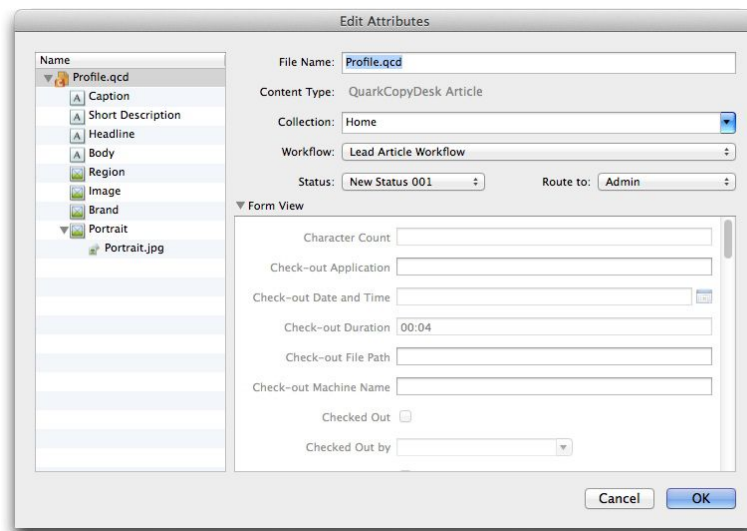 Edit Attributes
Name
Profile.qcd
Caption
Short Description
Headline
Body
Region
Image
Brand
Portrait
Portrait.jpg
File Name: Profile.qcd
Content Type: QuarkCopyDesk Article
Collection: Home
Workflow: Lead Article Workflow
Status: New Status 001 Route to: Admin
Form View
Character Count
Check-out Application
Check-out Date and Time
Check-out Duration 00:04
Check-out File Path
Check-out Machine Name
Checked Out
Checked Out by
Cancel OK